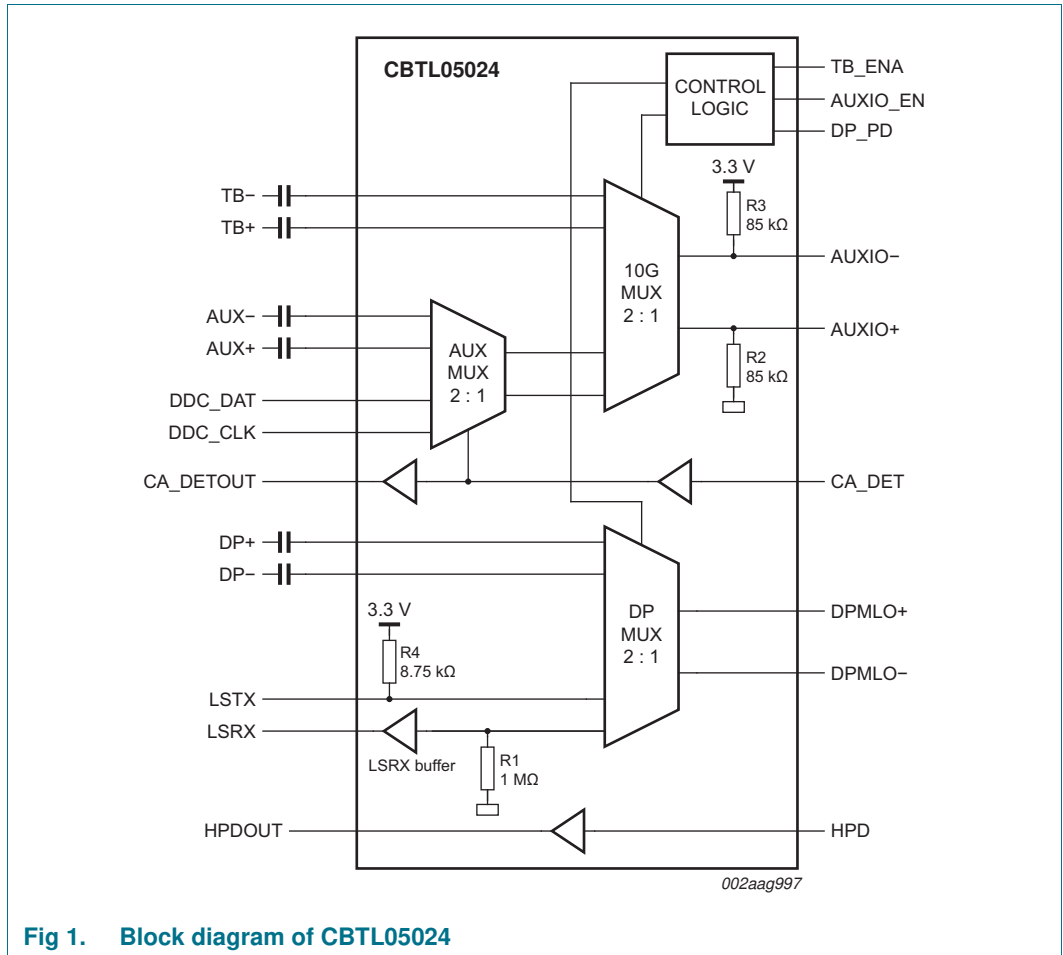 CBTL05024
CONTROL
LOGIC
TB_ENA
AUXIO_EN
DP_PD
3.3 V
R3
85 kΩ
TB−
TB+
10G
MUX
2 : 1
AUXIO−
AUXIO+
R2
85 kΩ
AUX−
AUX+
AUX
MUX
2 : 1
DDC_DAT
DDC_CLK
CA_DETOUT
CA_DET
DP+
DP−
3.3 V
R4
8.75 kΩ
DP
MUX
2 : 1
DPMLO+
DPMLO−
LSTX
LSRX
LSRX buffer
R1
1 MΩ
HPDOUT
HPD
002aag997
Fig 1. Block diagram of CBTL05024